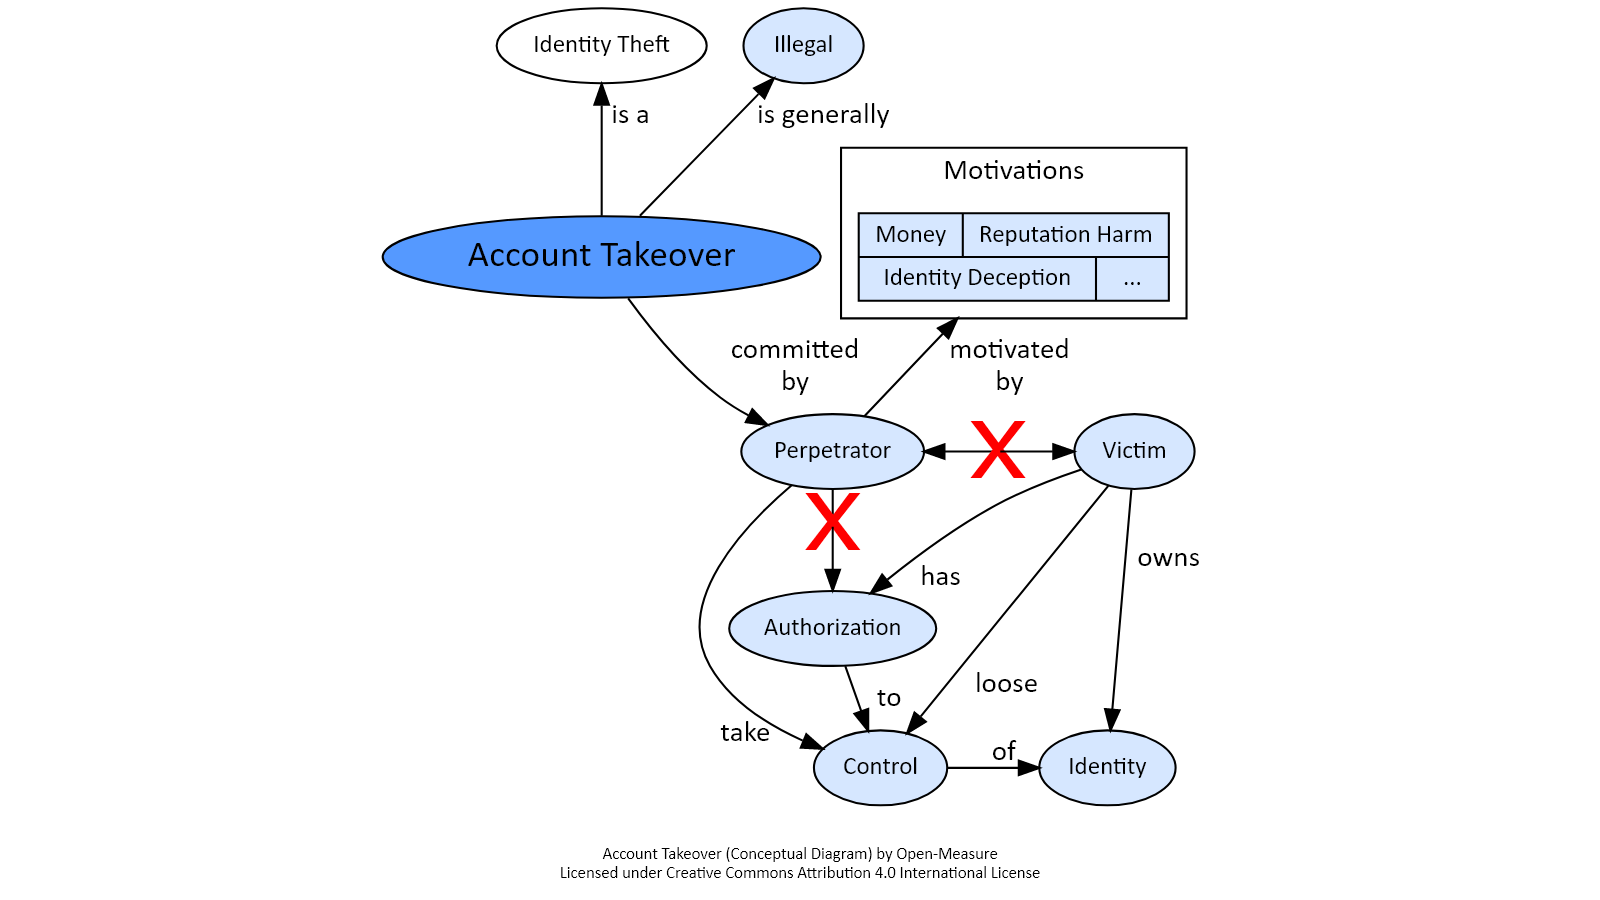 Identity Theft
Illegal
is a
is generally
Motivations
Money
Reputation Harm
Account Takeover
Identity Deception
...
committed
by
motivated
by
Perpetrator
X
Victim
X
owns
has
Authorization
loose
to
take
of
Control
Identity
Account Takeover (Conceptual Diagram) by Open-Measure
Licensed under Creative Commons Attribution 4.0 International License